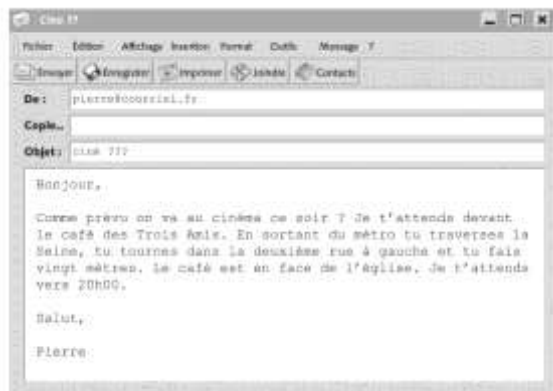 Ciné ??
Fichier Edition Affichage Insertion Format Outils Message ?
Envoyer Enregistrer Imprimer Joindre Contacts
De : pierre@courriel.fr
Copie...
Objet : ciné ???
Bonjour,
Comme prévu on va au cinéma ce soir ? Je t'attends devant
le café des Trois Amis. En sortant du métro tu traverses la
Seine, tu tournes dans la deuxième rue à gauche et tu fais
vingt mètres. Le café est en face de l'église. Je t'attends
vers 20h00.
Salut,
Pierre